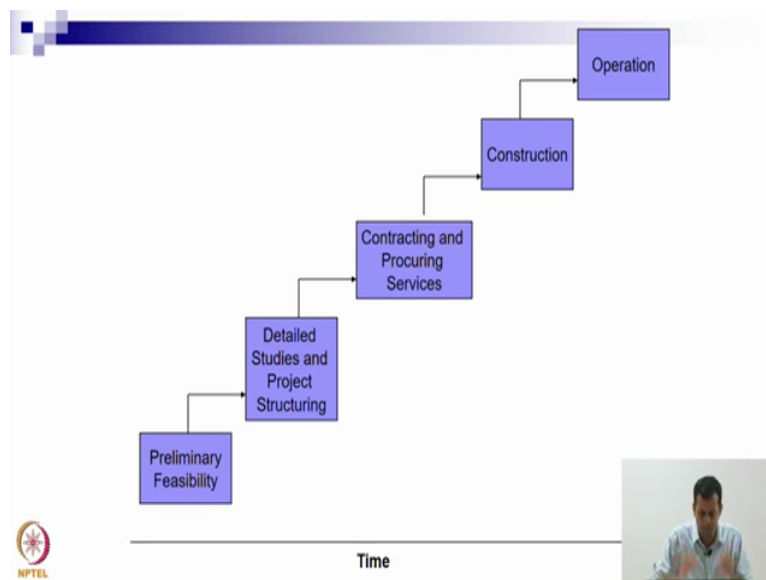 Operation
Construction
Contracting and
Procuring
Services
Detailed
Studies and
Project
Structuring
Preliminary
Feasibility
Time
NPTEL